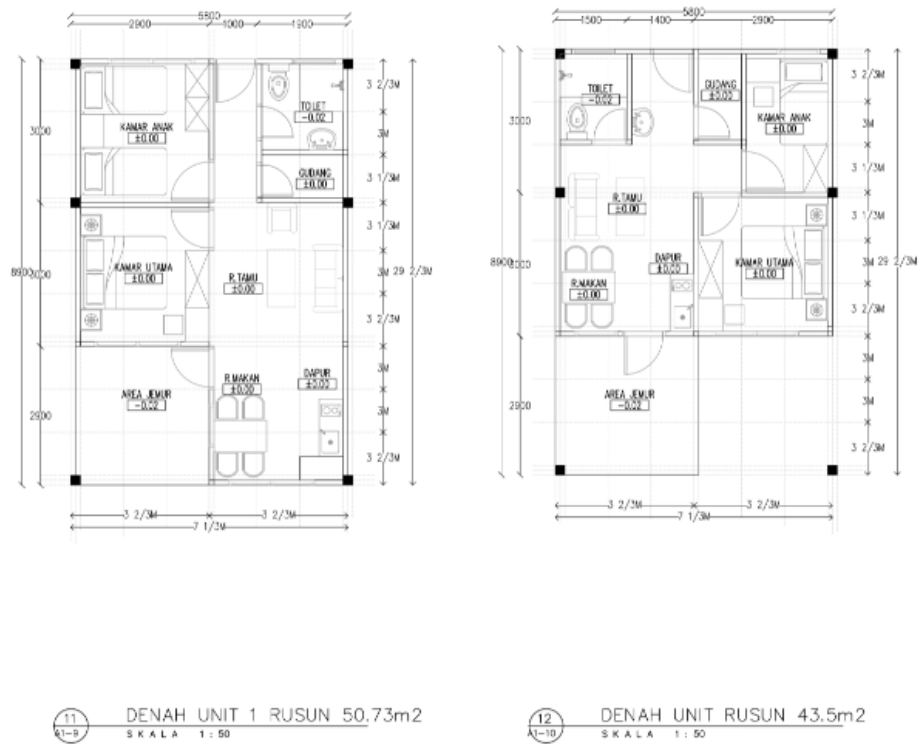 5800
2900 1000 1900
3 2/3M
3M
3 1/3M
3 1/3M
3M
3 2/3M
3M
3M
3 2/3M
29 2/3M
8900
3000
3000
2900
KAMAR ANAK
±0.00
TOILET
-0.02
GUDANG
±0.00
KAMAR UTAMA
±0.00
R.TAMU
±0.00
AREA JEMUR
-0.02
R.MAKAN
±0.00
DAPUR
±0.00
3 2/3M 3 2/3M
7 1/3M
11
A1-9
DENAH UNIT 1 RUSUN 50.73m2
SKALA 1 : 50
5800
1500 1400 2900
3 2/3M
3M
3 1/3M
3 1/3M
3M
3 2/3M
3M
3M
3 2/3M
29 2/3M
8900
3000
3000
2900
TOILET
-0.02
GUDANG
±0.00
KAMAR ANAK
±0.00
R.TAMU
±0.00
DAPUR
±0.00
KAMAR UTAMA
±0.00
R.MAKAN
±0.00
AREA JEMUR
-0.02
3 2/3M 3 2/3M
7 1/3M
12
A1-10
DENAH UNIT RUSUN 43.5m2
SKALA 1 : 50